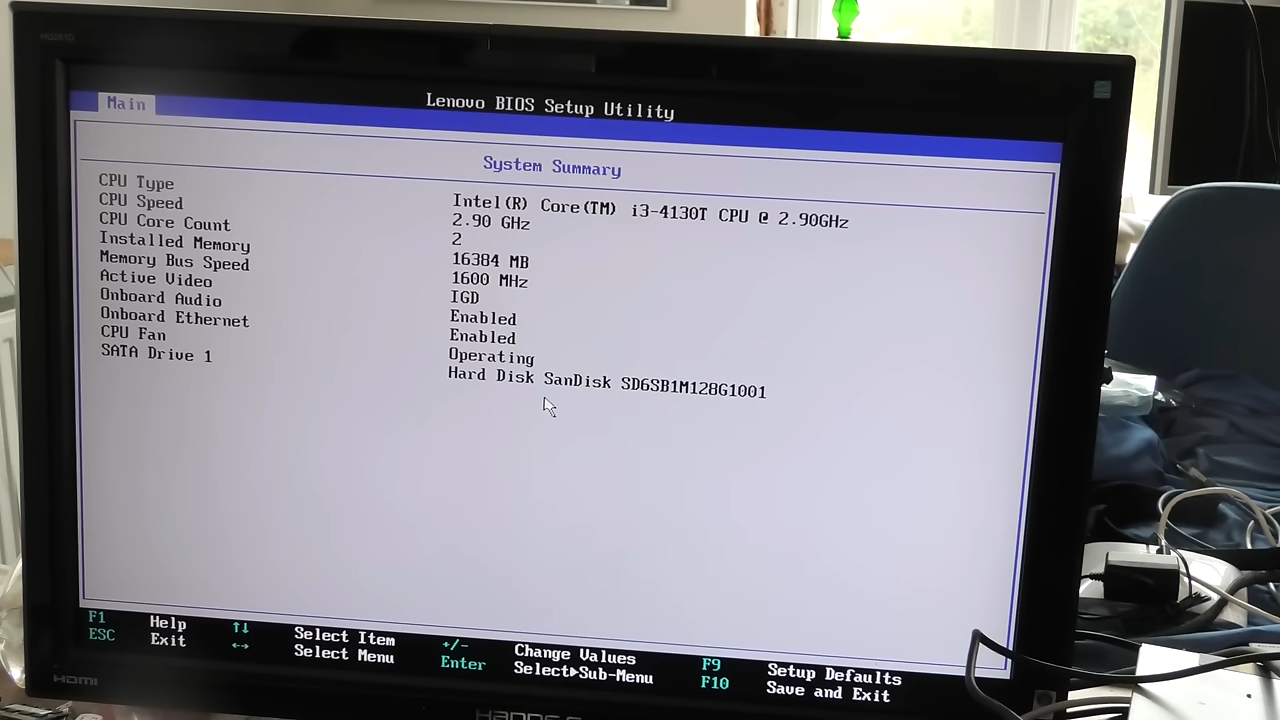 Lenovo BIOS Setup Utility
Main
System Summary
CPU Type Intel(R) Core(TM) i3-4130T CPU @ 2.90GHz
CPU Speed 2.90 GHz
CPU Core Count 2
Installed Memory 16384 MB
Memory Bus Speed 1600 MHz
Active Video IGD
Onboard Audio Enabled
Onboard Ethernet Enabled
CPU Fan Operating
SATA Drive 1 Hard Disk SanDisk SD6SB1M128G1001
F1 Help ↑↓ Select Item +/- Change Values F9 Setup Defaults
ESC Exit ←→ Select Menu Enter Select▶Sub-Menu F10 Save and Exit
HDMI